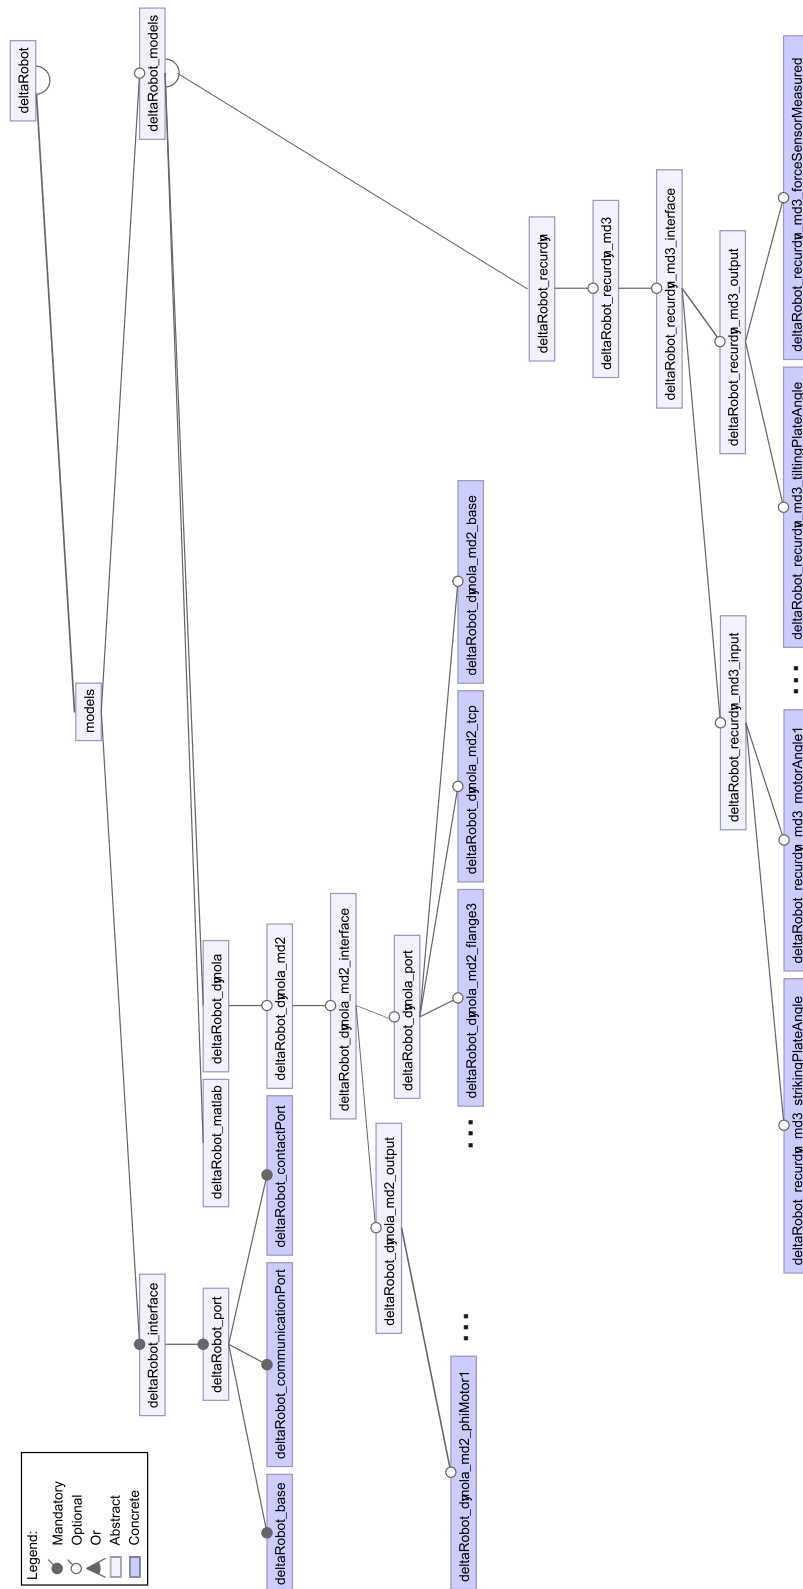 Legend:
Mandatory
Optional
Or
Abstract
Concrete
deltaRobot
models
deltaRobot_interface
deltaRobot_models
deltaRobot_port
deltaRobot_matlab
deltaRobot_dymola
deltaRobot_base
deltaRobot_communicationPort
deltaRobot_contactPort
deltaRobot_dymola_md2
deltaRobot_dymola_md2_interface
deltaRobot_dymola_md2_output
deltaRobot_dymola_port
deltaRobot_dymola_md2_phiMotor1
...
...
deltaRobot_dymola_md2_flange3
deltaRobot_dymola_md2_tcp
deltaRobot_dymola_md2_base
deltaRobot_recurdyn
deltaRobot_recurdyn_md3
deltaRobot_recurdyn_md3_interface
deltaRobot_recurdyn_md3_input
deltaRobot_recurdyn_md3_output
deltaRobot_recurdyn_md3_strikingPlateAngle
deltaRobot_recurdyn_md3_motorAngle1
...
deltaRobot_recurdyn_md3_tiltingPlateAngle
deltaRobot_recurdyn_md3_forceSensorMeasured